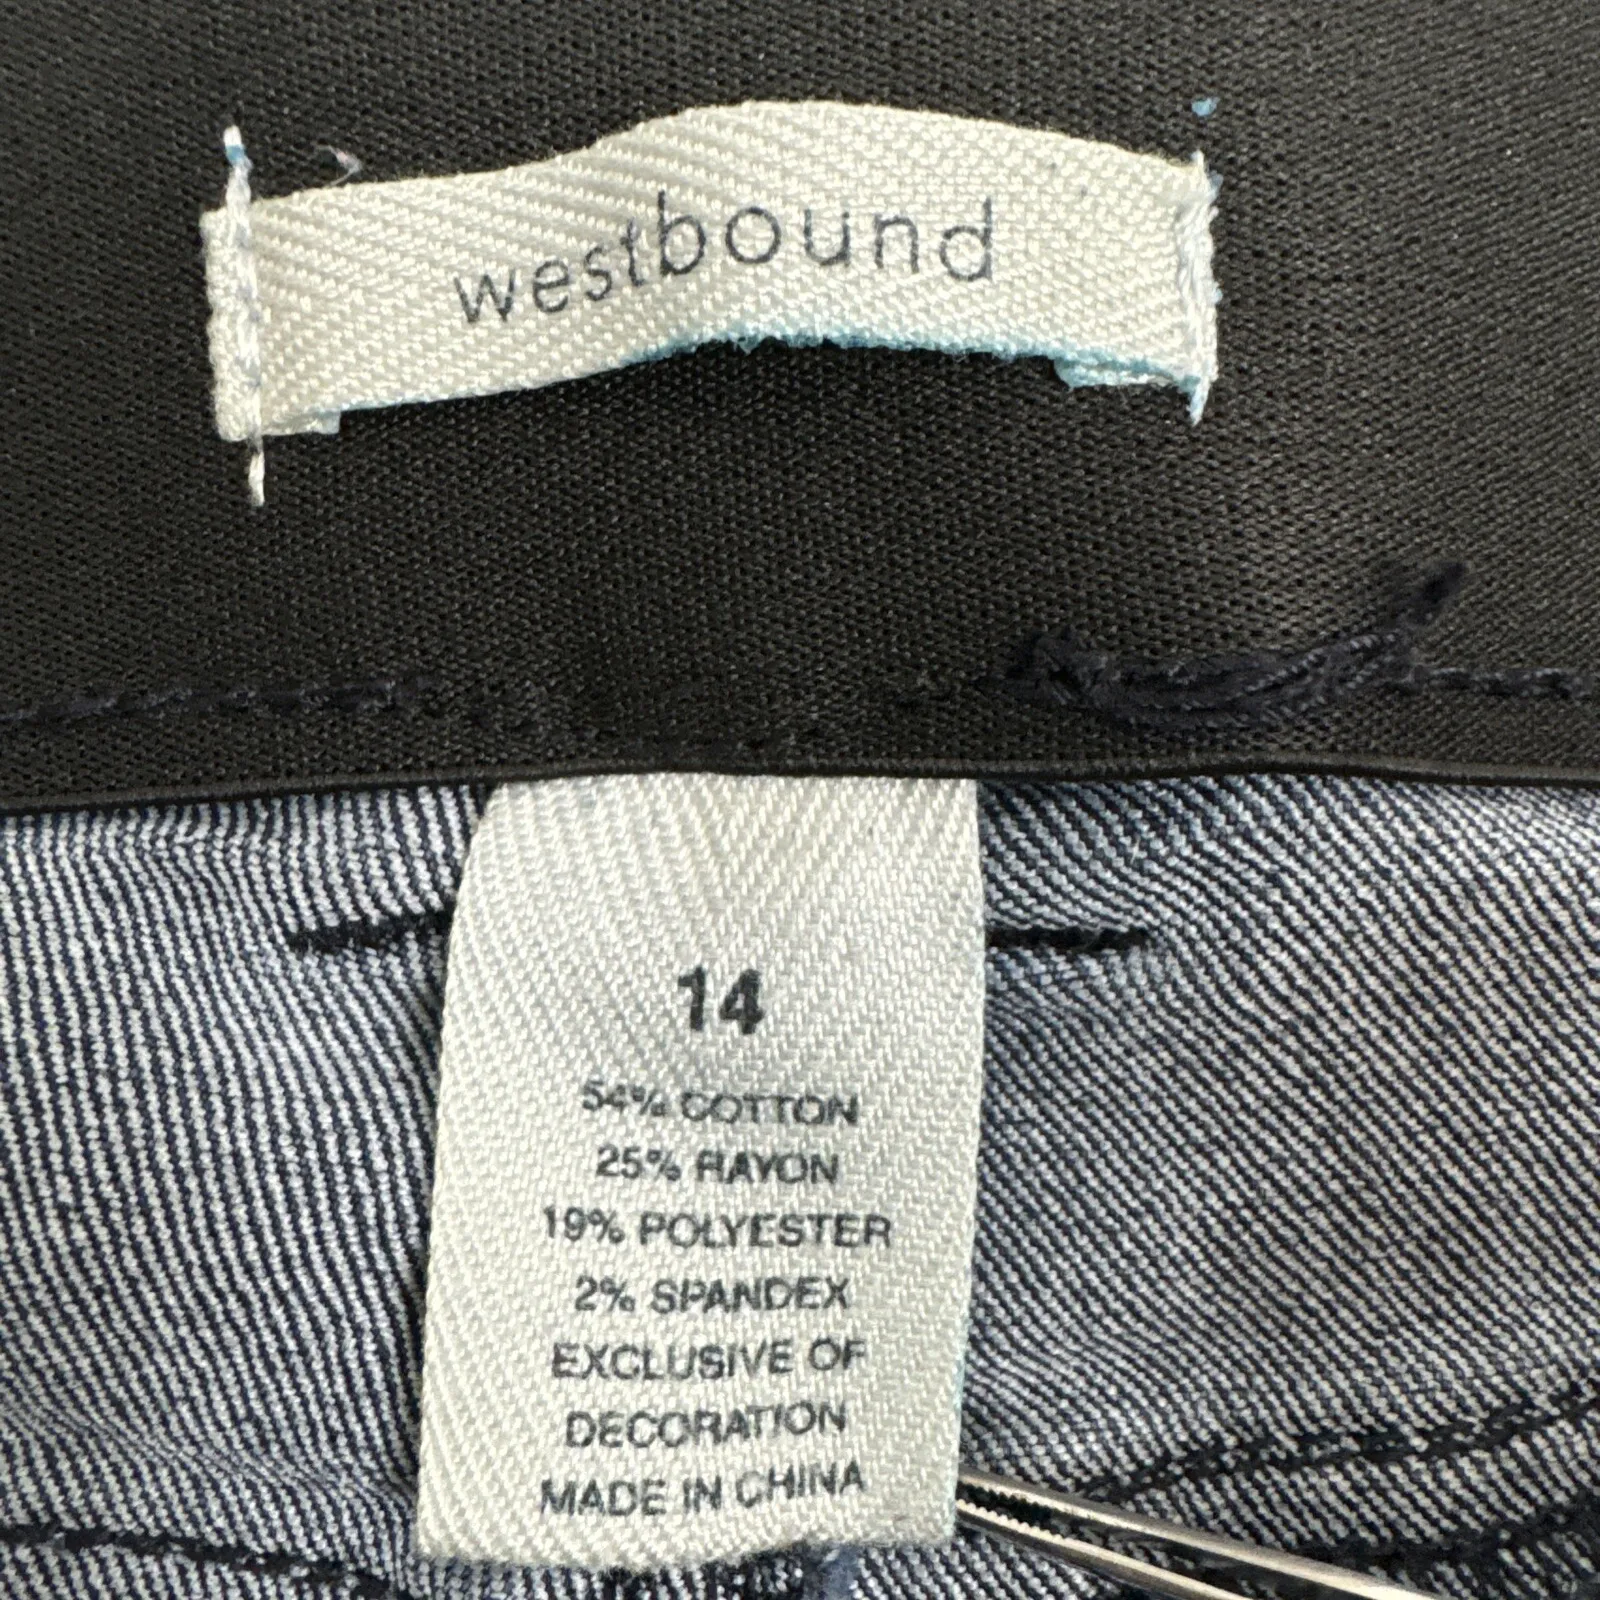 westbound
14
54% COTTON
25% RAYON
19% POLYESTER
2% SPANDEX
EXCLUSIVE OF
DECORATION
MADE IN CHINA